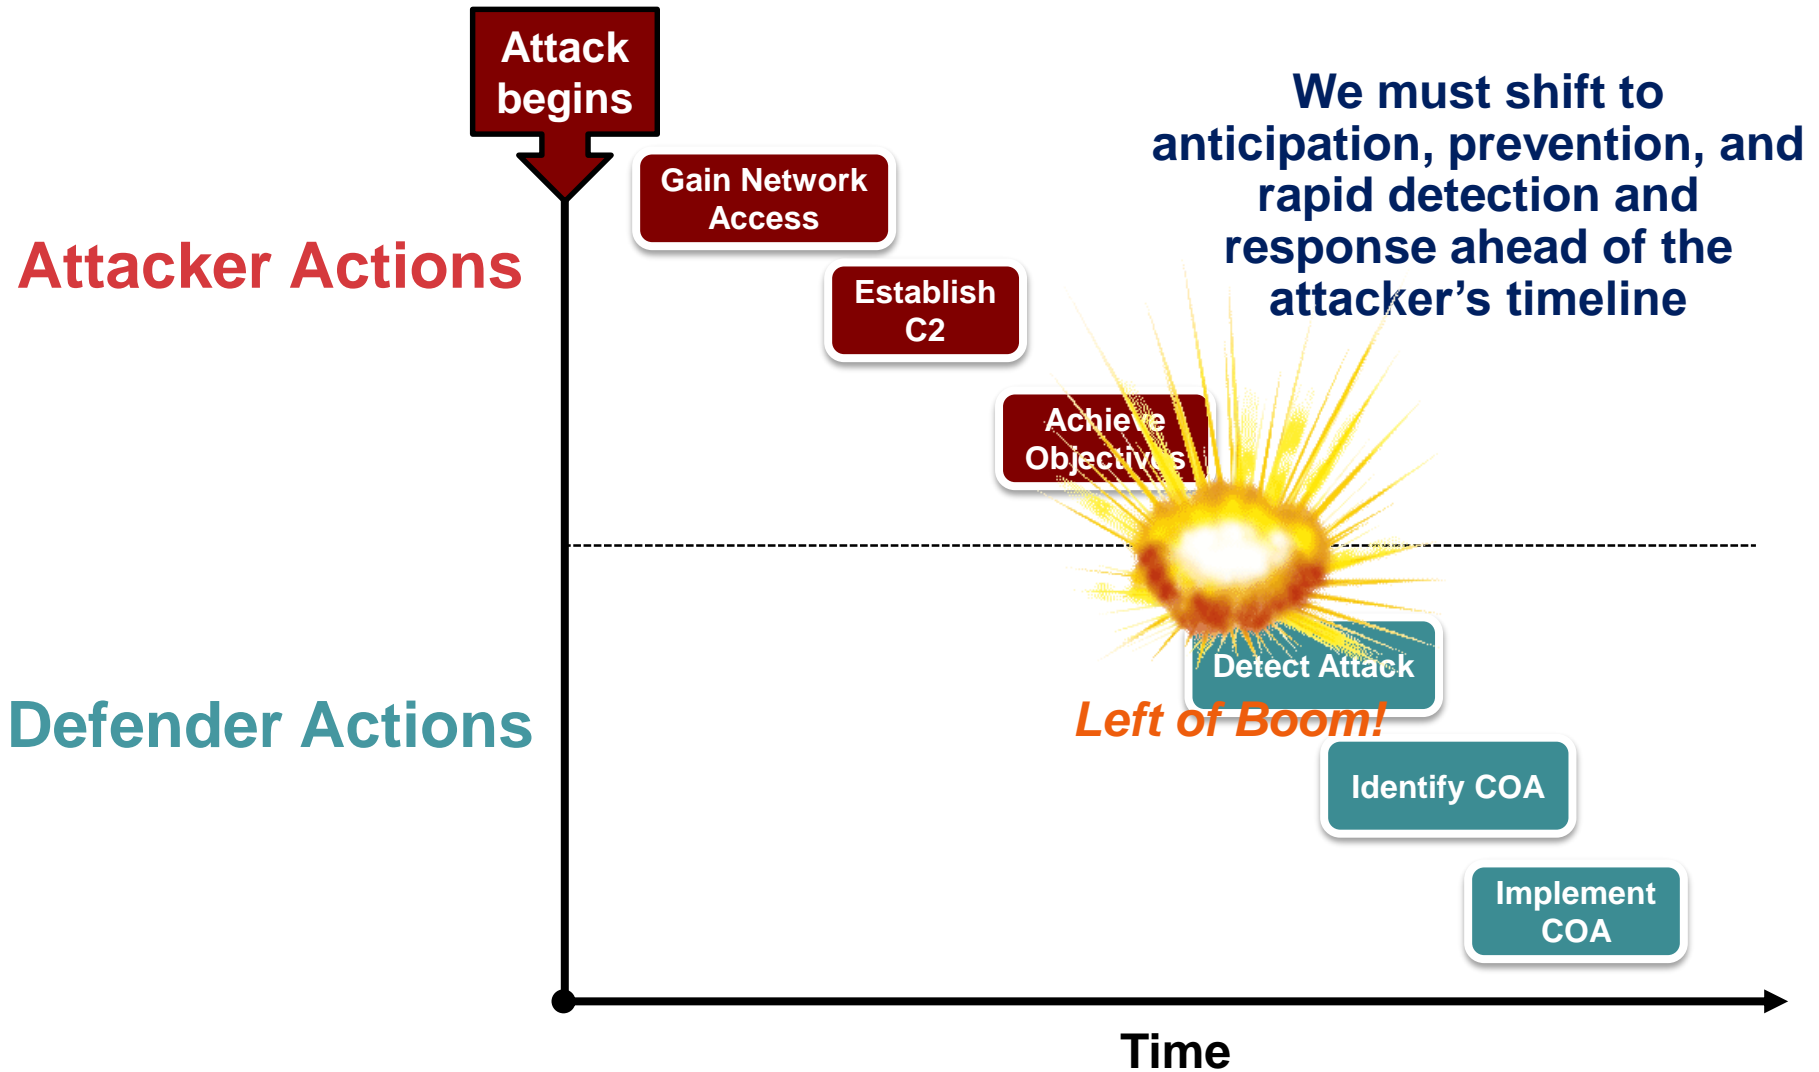 Attack
begins
We must shift to
anticipation, prevention, and
rapid detection and
response ahead of the
attacker’s timeline
Gain Network
Access
Attacker Actions
Establish
C2
Achieve
Objectives
Detect Attack
Left of Boom!
Defender Actions
Identify COA
Implement
COA
Time